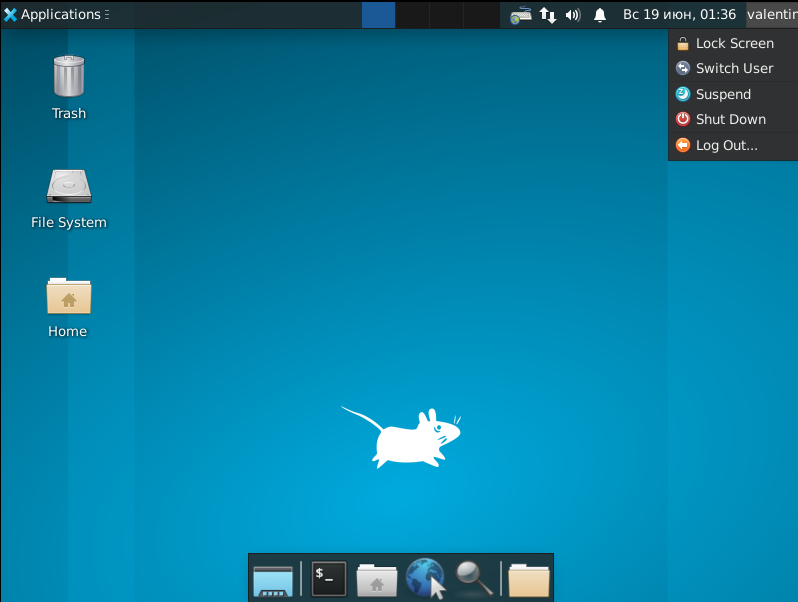 Applications
Вс 19 июн, 01:36
valentin
Lock Screen
Switch User
Suspend
Shut Down
Log Out...
Trash
File System
Home
$_